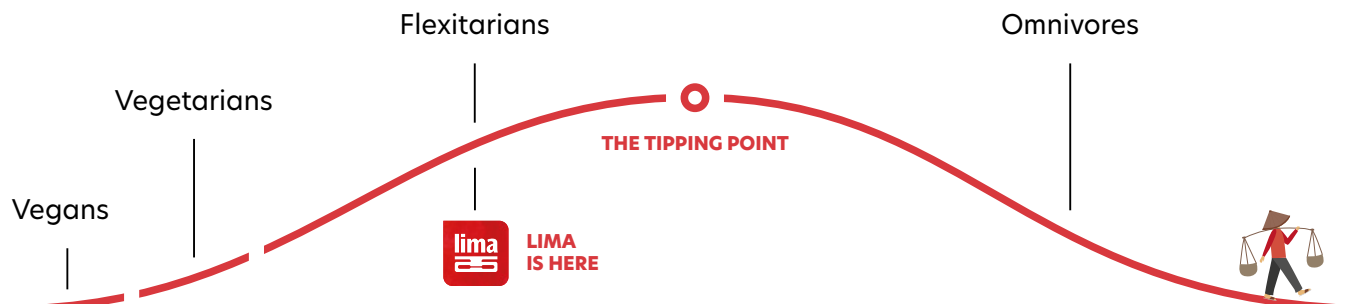 Flexitarians
Omnivores
Vegetarians
THE TIPPING POINT
Vegans
lima
LIMA
IS HERE